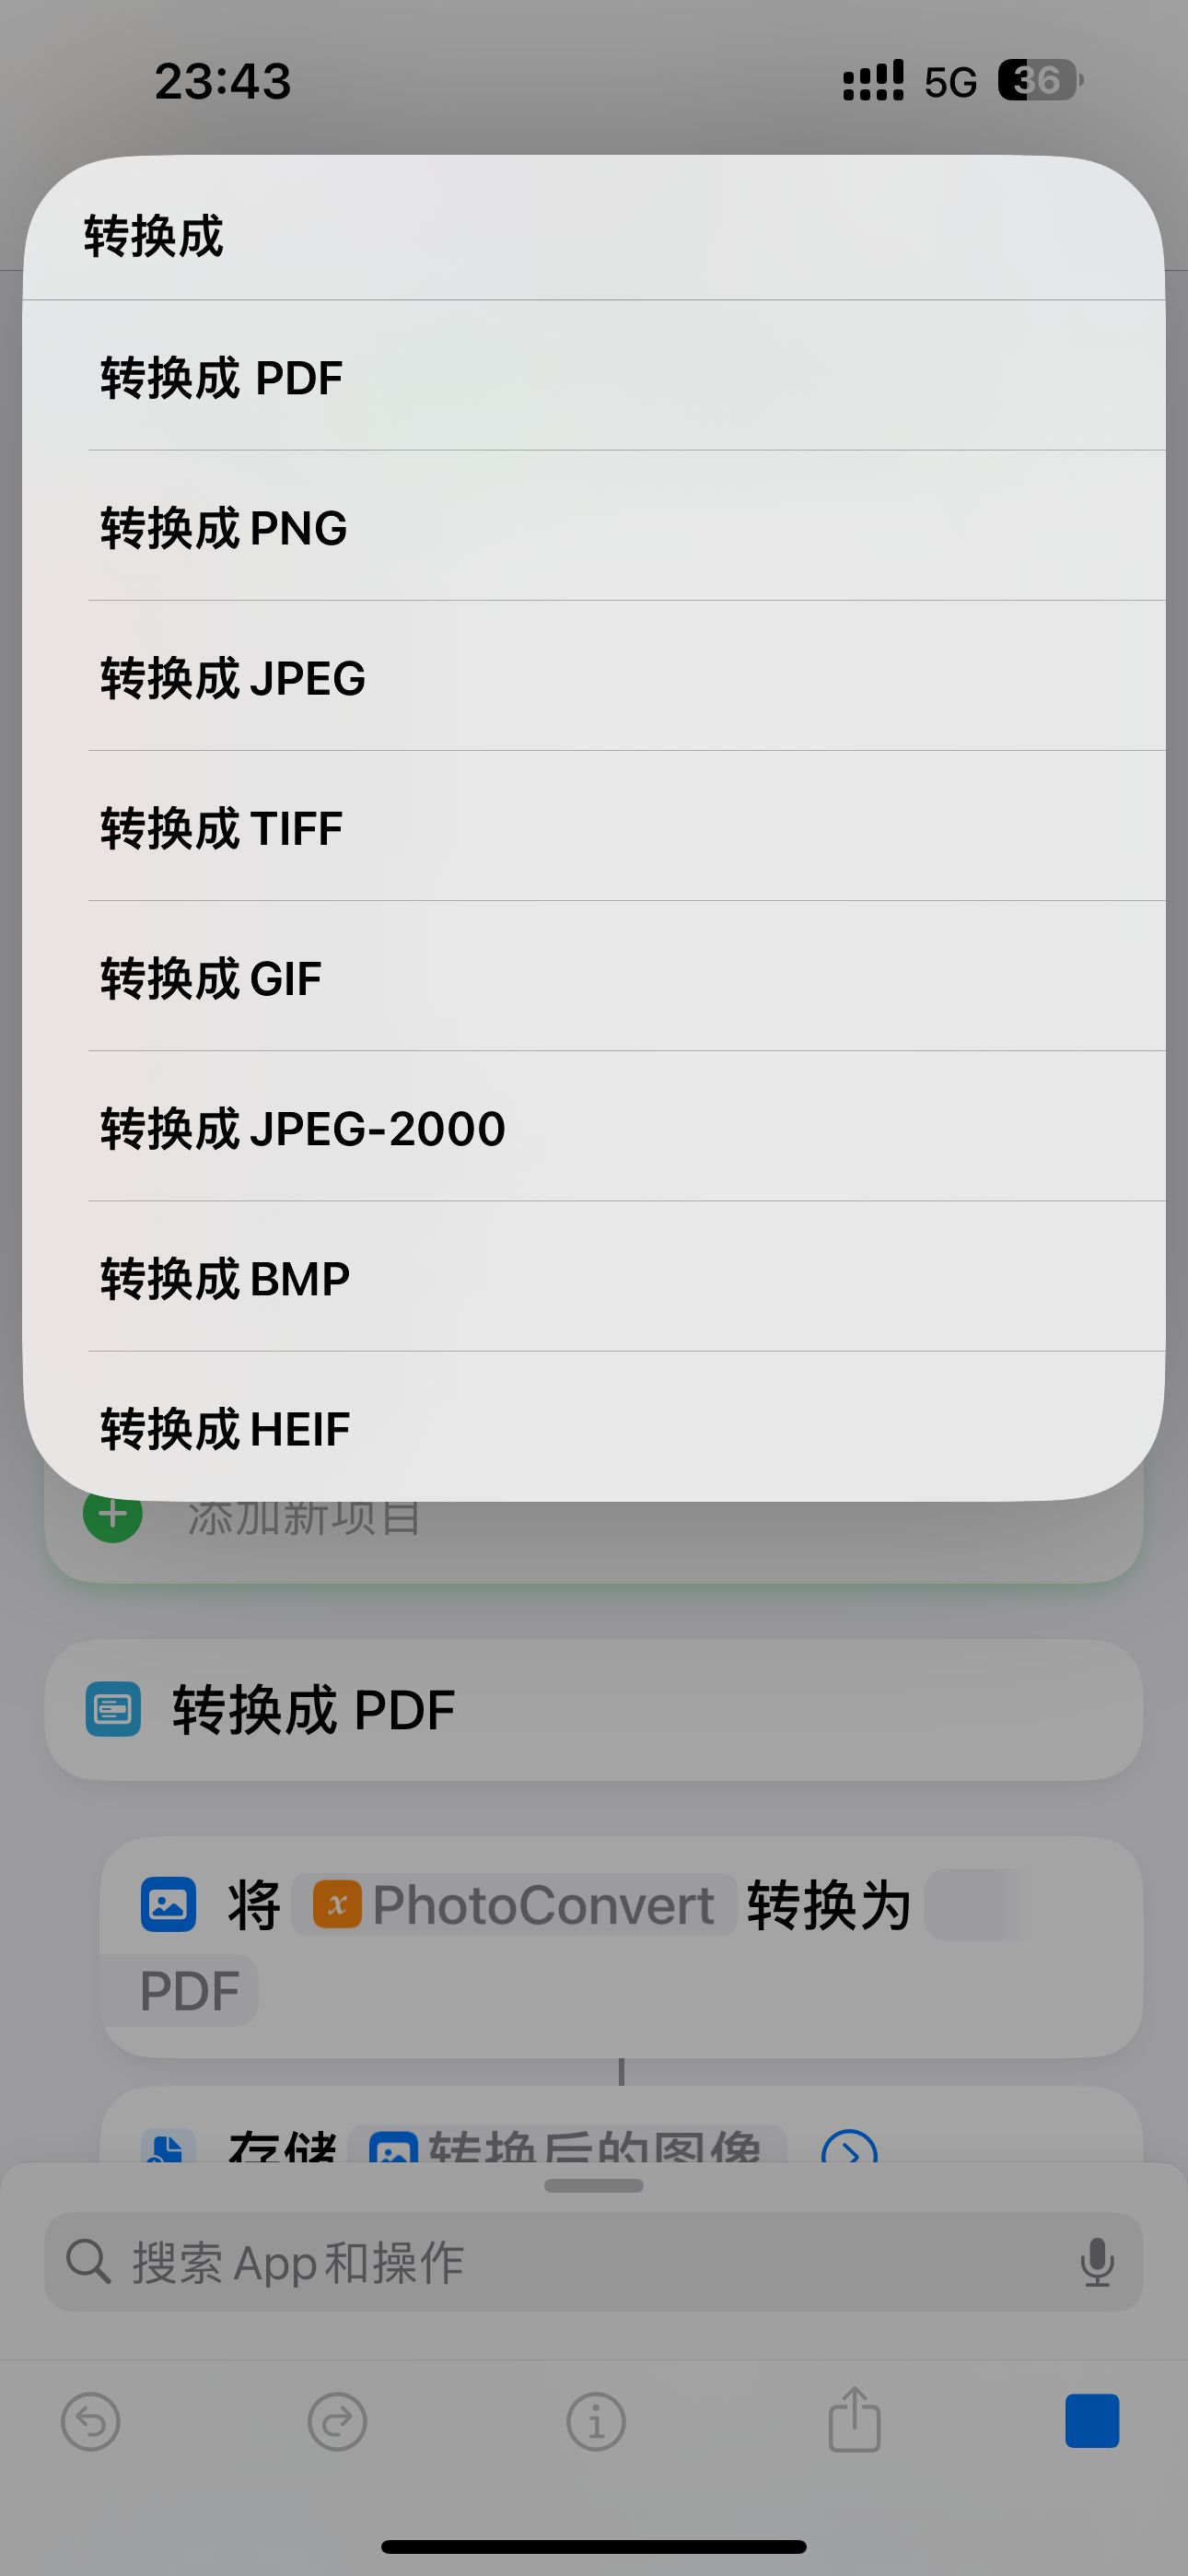 23:43
5G 36
转换成
转换成 PDF
转换成 PNG
转换成 JPEG
转换成 TIFF
转换成 GIF
转换成 JPEG-2000
转换成 BMP
转换成 HEIF
添加新项目
转换成 PDF
将 PhotoConvert 转换为
PDF
存储 转换后的图像
搜索 App 和操作